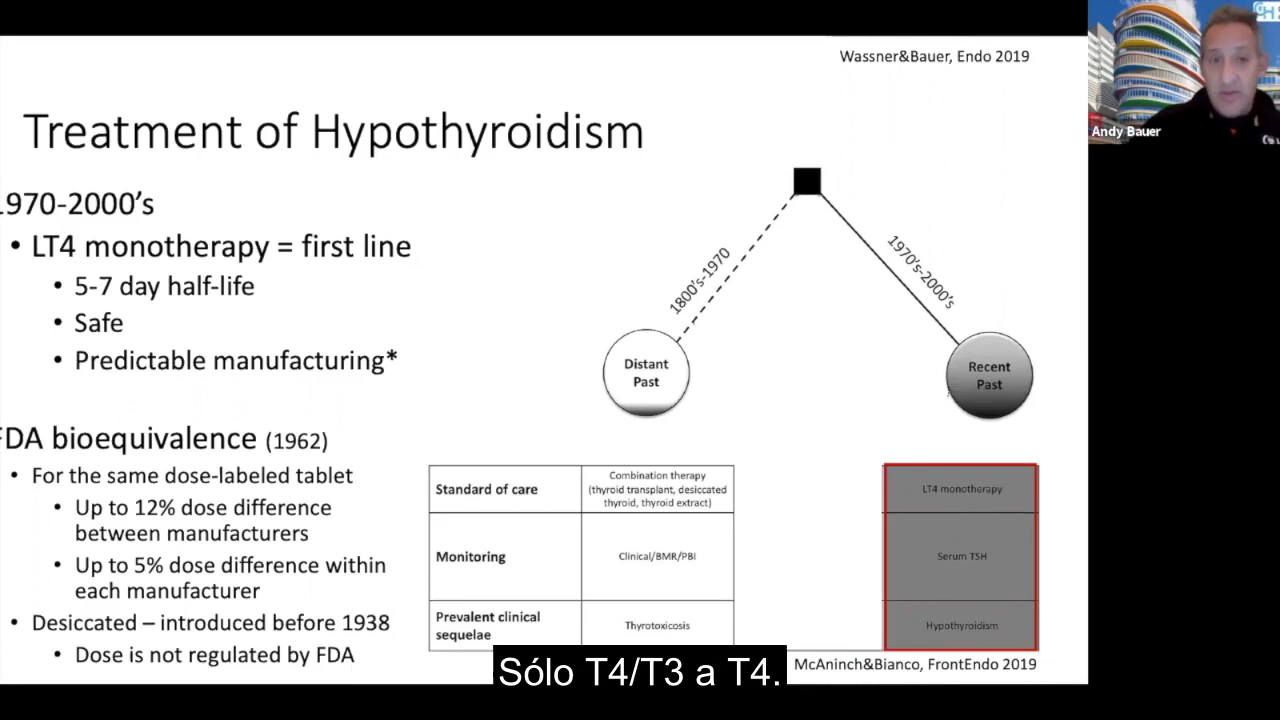 Wassner&Bauer, Endo 2019
Andy Bauer
Treatment of Hypothyroidism
1970-2000's
• LT4 monotherapy = first line
• 5-7 day half-life
• Safe
• Predictable manufacturing*
FDA bioequivalence (1962)
• For the same dose-labeled tablet
• Up to 12% dose difference
between manufacturers
• Up to 5% dose difference within
each manufacturer
• Desiccated – introduced before 1938
• Dose is not regulated by FDA
1800's-1970
1970's-2000's
Distant
Past
Recent
Past
Standard of care
Combination therapy
(thyroid transplant, desiccated
thyroid, thyroid extract)
LT4 monotherapy
Monitoring
Clinical/BMR/PBI
Serum TSH
Prevalent clinical
sequelae
Thyrotoxicosis
Hypothyroidism
McAninch&Bianco, FrontEndo 2019
Sólo T4/T3 a T4.